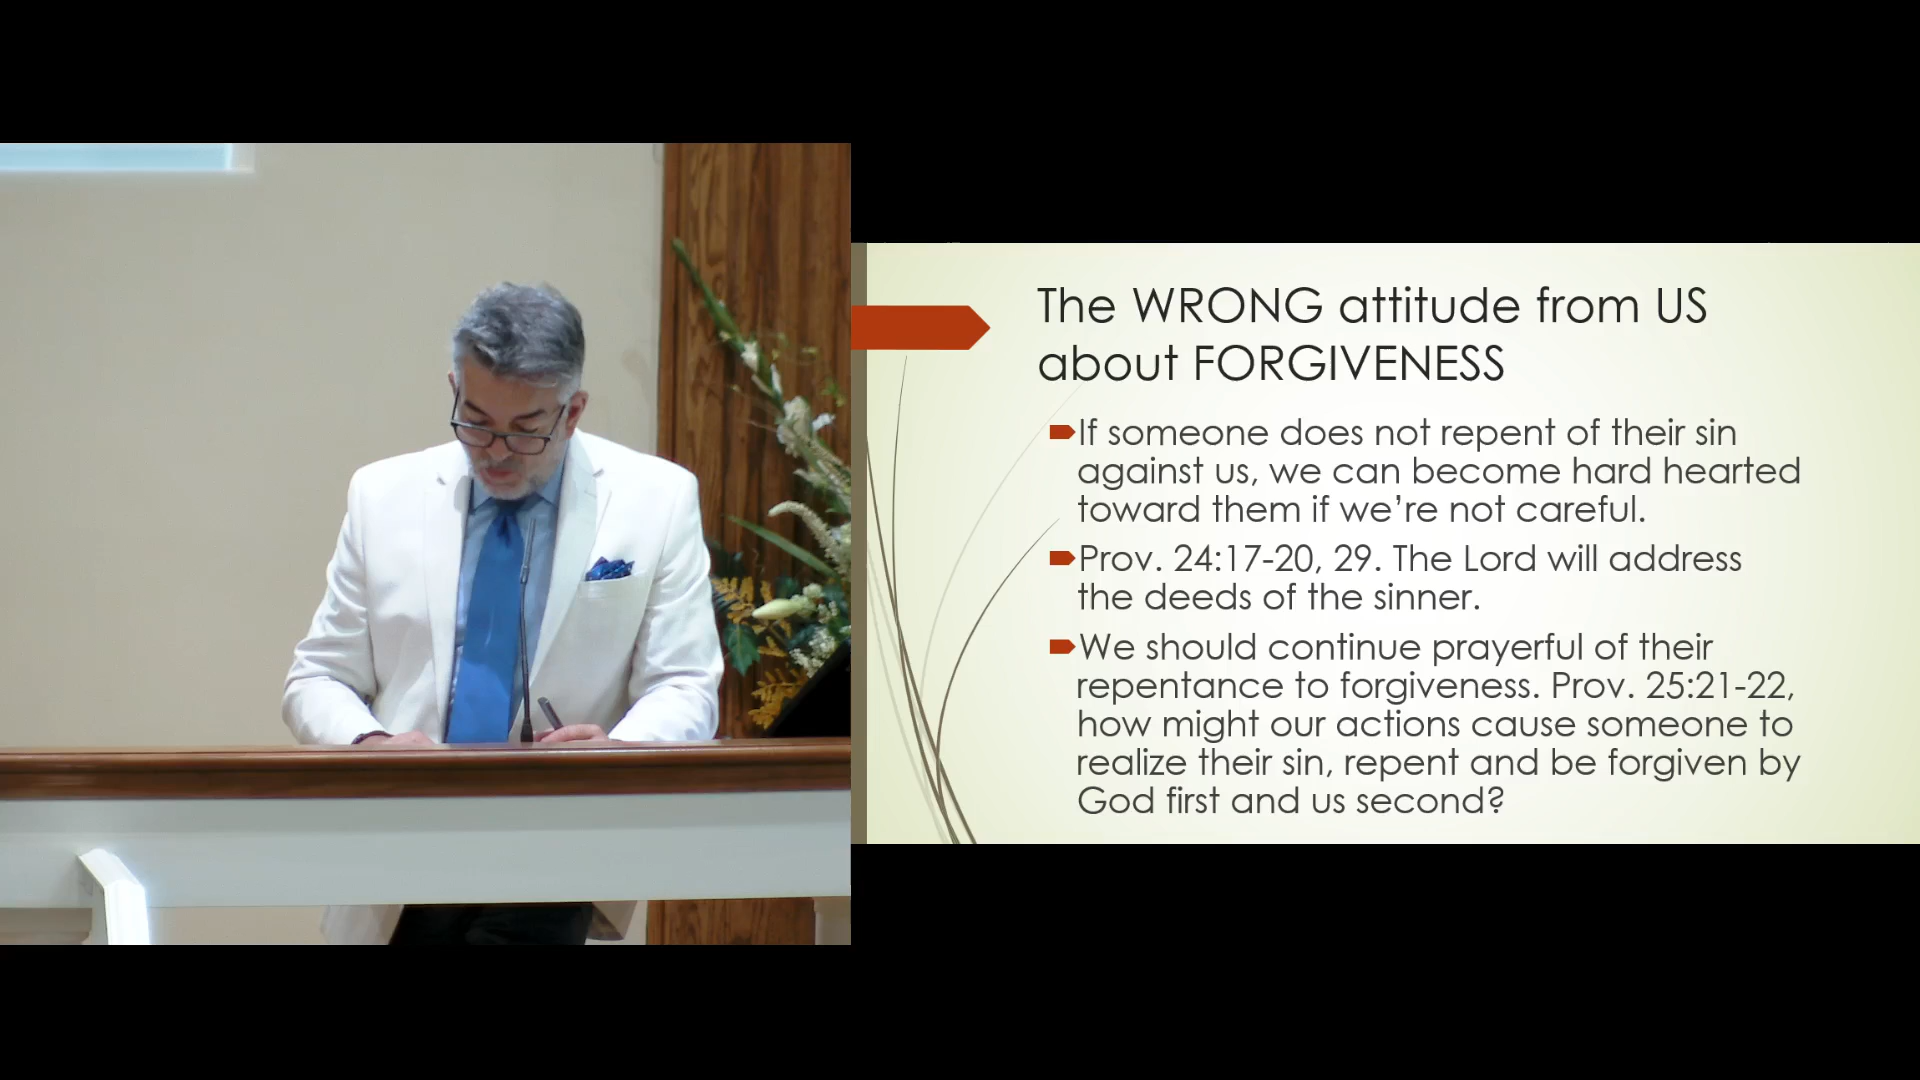 The WRONG attitude from US
about FORGIVENESS
If someone does not repent of their sin
against us, we can become hard hearted
toward them if we’re not careful.
Prov. 24:17-20, 29. The Lord will address
the deeds of the sinner.
We should continue prayerful of their
repentance to forgiveness. Prov. 25:21-22,
how might our actions cause someone to
realize their sin, repent and be forgiven by
God first and us second?